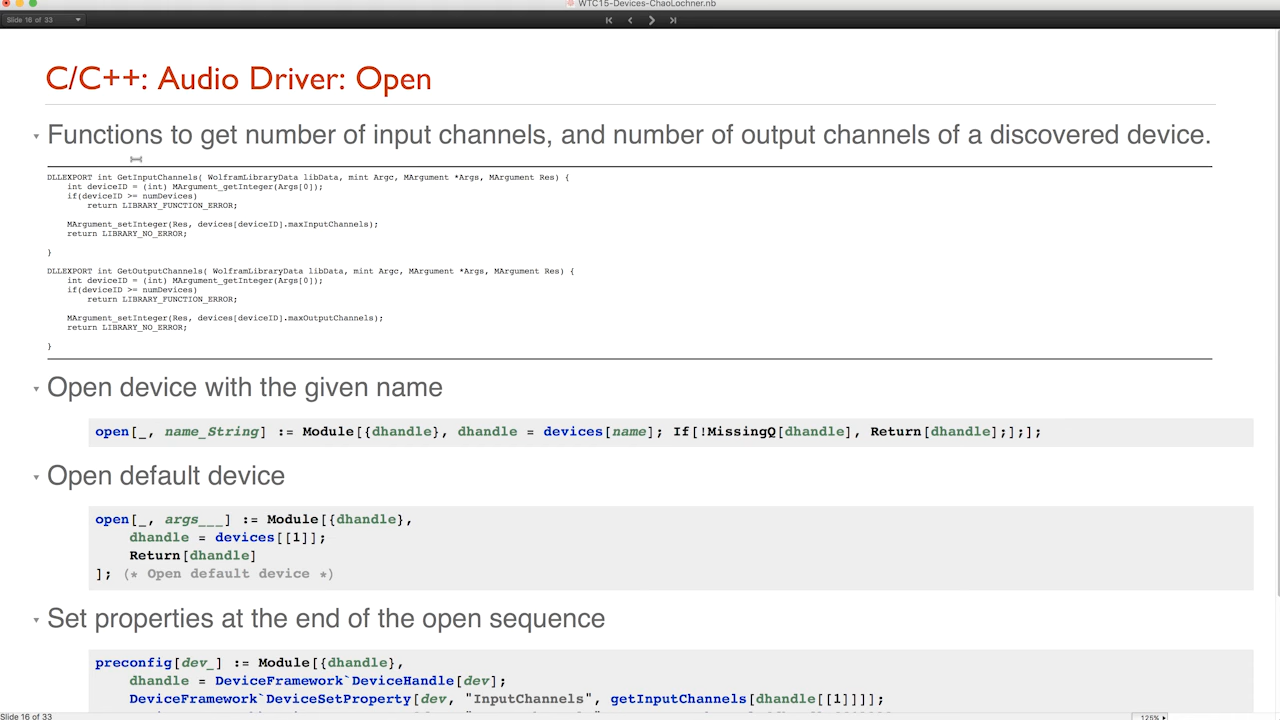 WTC15-Devices-ChaoLochner.nb
Slide 16 of 33
C/C++: Audio Driver: Open
Functions to get number of input channels, and number of output channels of a discovered device.
DLLEXPORT int GetInputChannels( WolframLibraryData libData, mint Argc, MArgument *Args, MArgument Res) {
int deviceID = (int) MArgument_getInteger(Args[0]);
if(deviceID >= numDevices)
return LIBRARY_FUNCTION_ERROR;
MArgument_setInteger(Res, devices[deviceID].maxInputChannels);
return LIBRARY_NO_ERROR;
}
DLLEXPORT int GetOutputChannels( WolframLibraryData libData, mint Argc, MArgument *Args, MArgument Res) {
int deviceID = (int) MArgument_getInteger(Args[0]);
if(deviceID >= numDevices)
return LIBRARY_FUNCTION_ERROR;
MArgument_setInteger(Res, devices[deviceID].maxOutputChannels);
return LIBRARY_NO_ERROR;
}
Open device with the given name
open[_, name_String] := Module[{dhandle}, dhandle = devices[name]; If[!MissingQ[dhandle], Return[dhandle];];];
Open default device
open[_, args___] := Module[{dhandle},
dhandle = devices[[1]];
Return[dhandle]
]; (* Open default device *)
Set properties at the end of the open sequence
preconfig[dev_] := Module[{dhandle},
dhandle = DeviceFramework`DeviceHandle[dev];
DeviceFramework`DeviceSetProperty[dev, "InputChannels", getInputChannels[dhandle[[1]]]];
Slide 16 of 33
125%